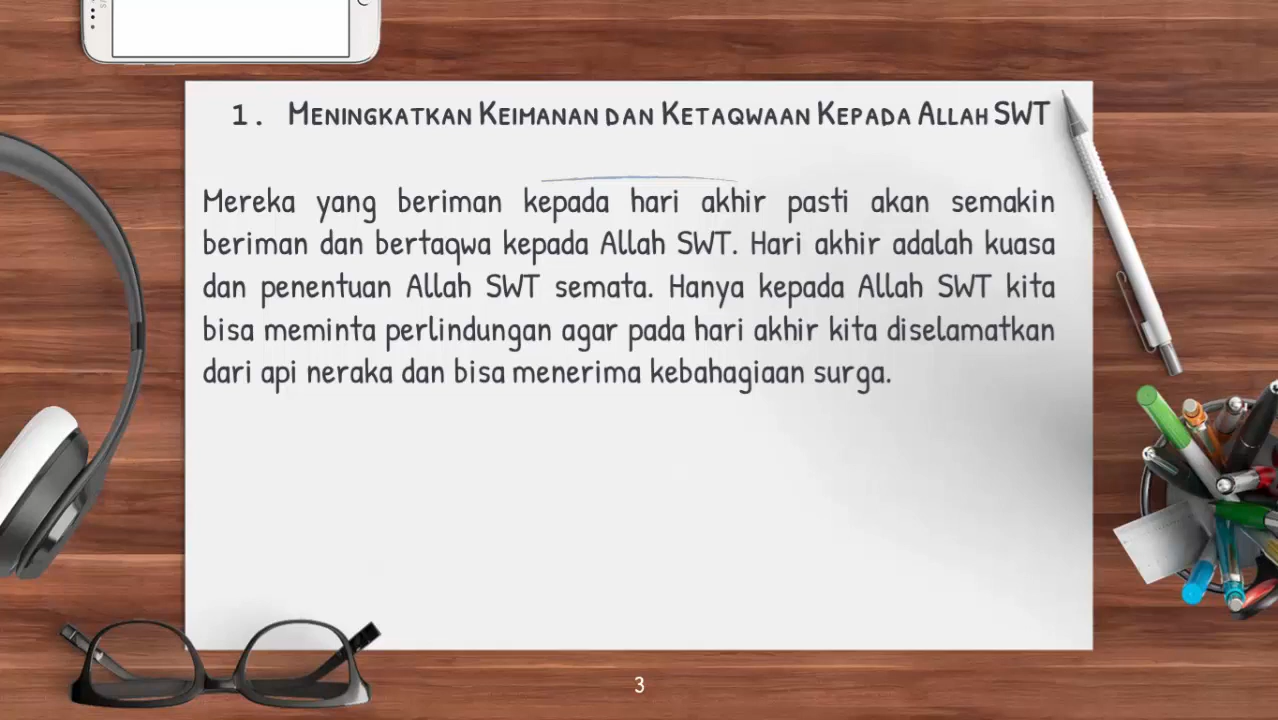 1. MENINGKATKAN KEIMANAN DAN KETAQWAAN KEPADA ALLAH SWT
Mereka yang beriman kepada hari akhir pasti akan semakin
beriman dan bertaqwa kepada Allah SWT. Hari akhir adalah kuasa
dan penentuan Allah SWT semata. Hanya kepada Allah SWT kita
bisa meminta perlindungan agar pada hari akhir kita diselamatkan
dari api neraka dan bisa menerima kebahagiaan surga.
3